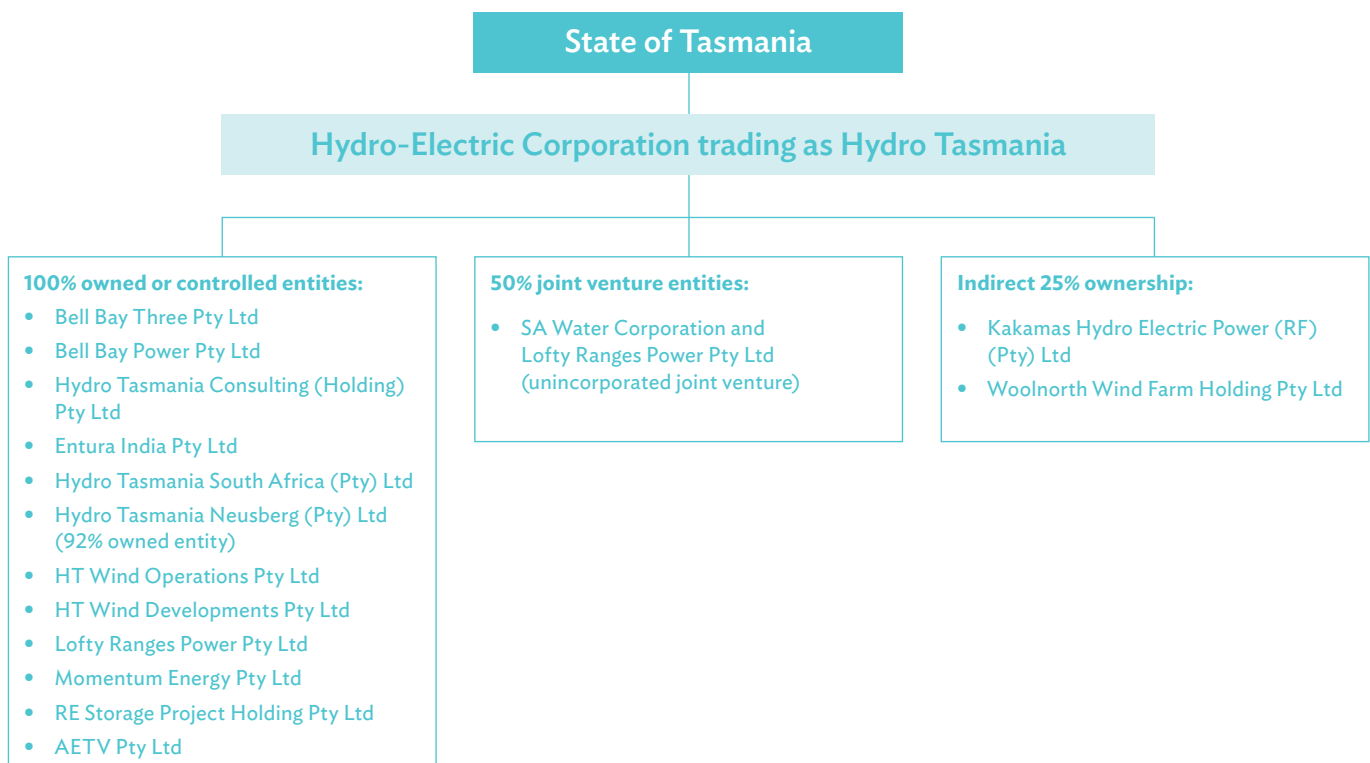 State of Tasmania
Hydro-Electric Corporation trading as Hydro Tasmania
100% owned or controlled entities:
• Bell Bay Three Pty Ltd
• Bell Bay Power Pty Ltd
• Hydro Tasmania Consulting (Holding)
Pty Ltd
• Entura India Pty Ltd
• Hydro Tasmania South Africa (Pty) Ltd
• Hydro Tasmania Neusberg (Pty) Ltd
(92% owned entity)
• HT Wind Operations Pty Ltd
• HT Wind Developments Pty Ltd
• Lofty Ranges Power Pty Ltd
• Momentum Energy Pty Ltd
• RE Storage Project Holding Pty Ltd
• AETV Pty Ltd
50% joint venture entities:
• SA Water Corporation and
Lofty Ranges Power Pty Ltd
(unincorporated joint venture)
Indirect 25% ownership:
• Kakamas Hydro Electric Power (RF)
(Pty) Ltd
• Woolnorth Wind Farm Holding Pty Ltd